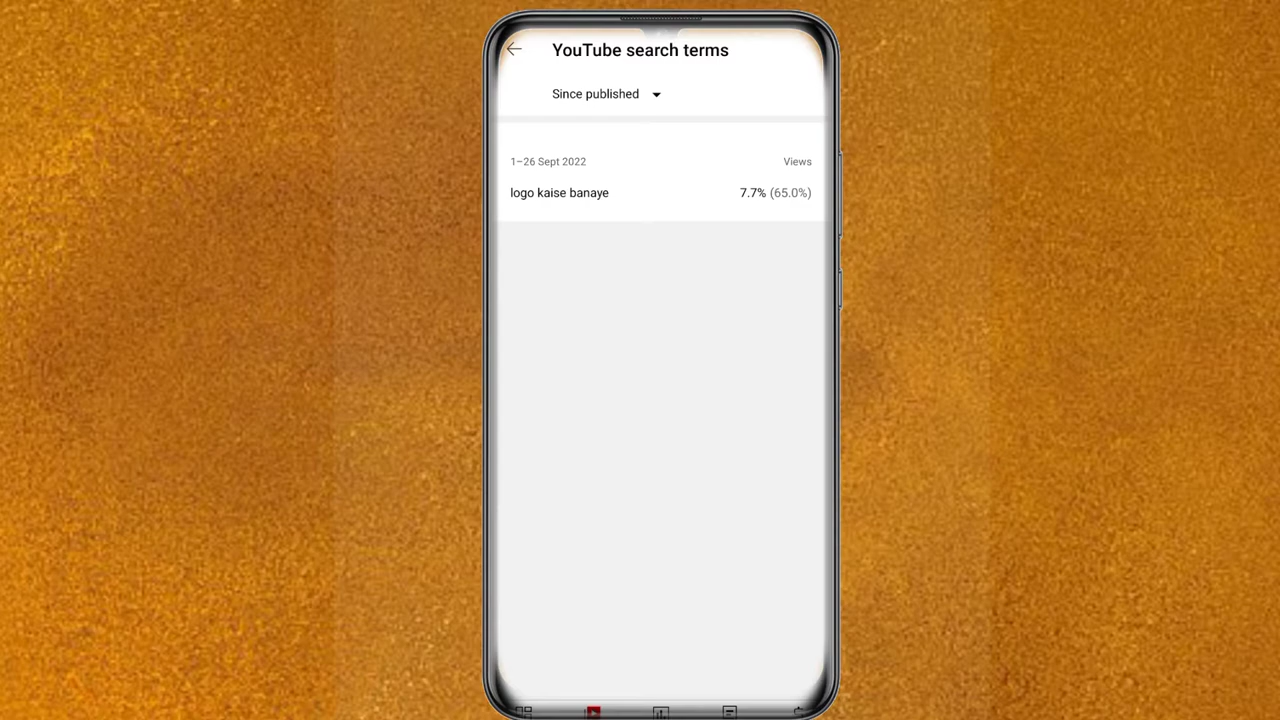 YouTube search terms
Since published
1–26 Sept 2022 Views
logo kaise banaye 7.7% (65.0%)